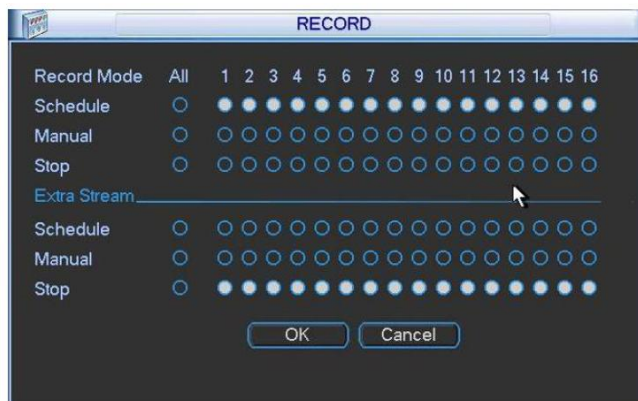 RECORD
Record Mode All 1 2 3 4 5 6 7 8 9 10 11 12 13 14 15 16
Schedule
Manual
Stop
Extra Stream
Schedule
Manual
Stop
OK Cancel